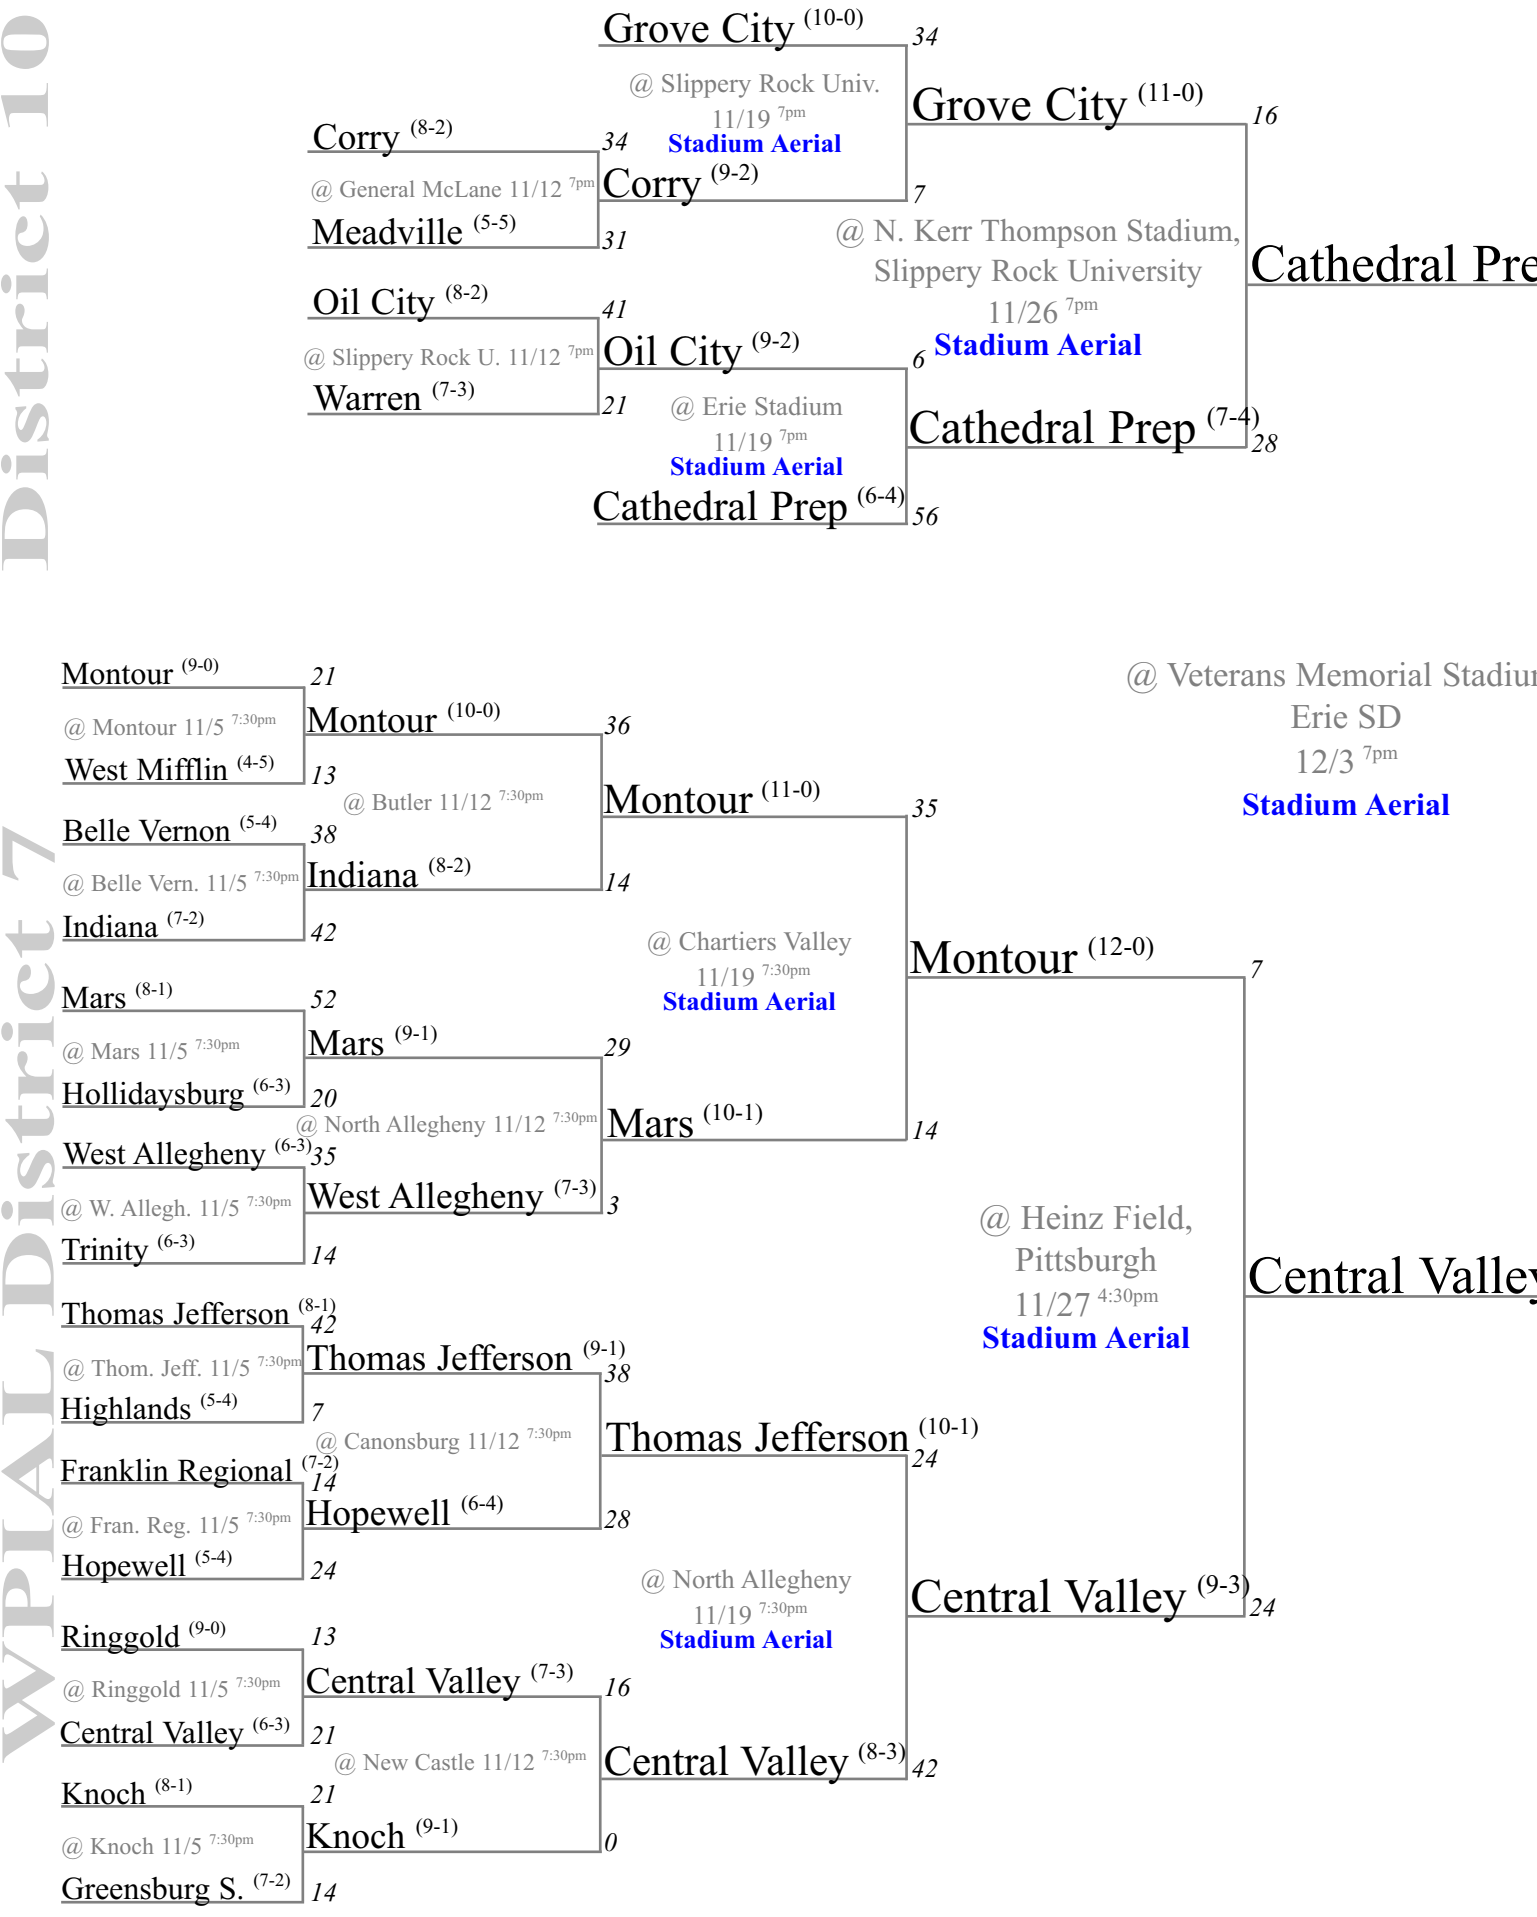 District 10
Grove City (10-0)
34
@ Slippery Rock Univ.
11/19 7pm
Stadium Aerial
Grove City (11-0)
16
Corry (8-2)
34
@ General McLane 11/12 7pm
Corry (9-2)
7
Meadville (5-5)
31
@ N. Kerr Thompson Stadium,
Slippery Rock University
11/26 7pm
Stadium Aerial
Cathedral Pre
Oil City (8-2)
41
@ Slippery Rock U. 11/12 7pm
Oil City (9-2)
6
Warren (7-3)
21
@ Erie Stadium
11/19 7pm
Stadium Aerial
Cathedral Prep (7-4)
28
Cathedral Prep (6-4)
56
WPIAL District 7
Montour (9-0)
21
@ Montour 11/5 7:30pm
Montour (10-0)
36
West Mifflin (4-5)
13
@ Butler 11/12 7:30pm
Montour (11-0)
35
Belle Vernon (5-4)
38
@ Belle Vern. 11/5 7:30pm
Indiana (8-2)
14
Indiana (7-2)
42
@ Veterans Memorial Stadiu
Erie SD
12/3 7pm
Stadium Aerial
@ Chartiers Valley
11/19 7:30pm
Stadium Aerial
Montour (12-0)
7
Mars (8-1)
52
@ Mars 11/5 7:30pm
Mars (9-1)
29
Hollidaysburg (6-3)
20
@ North Allegheny 11/12 7:30pm
Mars (10-1)
14
West Allegheny (6-3)
35
@ W. Allegh. 11/5 7:30pm
West Allegheny (7-3)
3
Trinity (6-3)
14
@ Heinz Field,
Pittsburgh
11/27 4:30pm
Stadium Aerial
Central Valley
Thomas Jefferson (8-1)
42
@ Thom. Jeff. 11/5 7:30pm
Thomas Jefferson (9-1)
38
Highlands (5-4)
7
@ Canonsburg 11/12 7:30pm
Thomas Jefferson (10-1)
24
Franklin Regional (7-2)
14
@ Fran. Reg. 11/5 7:30pm
Hopewell (6-4)
28
Hopewell (5-4)
24
@ North Allegheny
11/19 7:30pm
Stadium Aerial
Central Valley (9-3)
24
Ringgold (9-0)
13
@ Ringgold 11/5 7:30pm
Central Valley (7-3)
16
Central Valley (6-3)
21
@ New Castle 11/12 7:30pm
Central Valley (8-3)
42
Knoch (8-1)
21
@ Knoch 11/5 7:30pm
Knoch (9-1)
0
Greensburg S. (7-2)
14